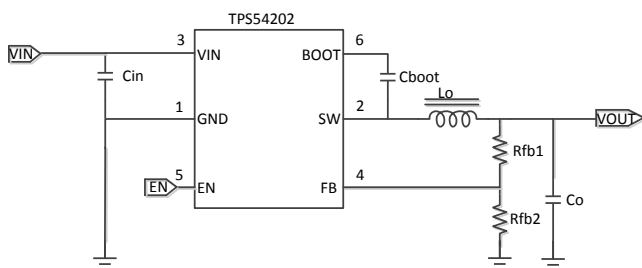 TPS54202
VIN
3
VIN
BOOT
6
Cin
Cboot
Lo
1
GND
SW
2
VOUT
Rfb1
EN
5
EN
FB
4
Rfb2
Co